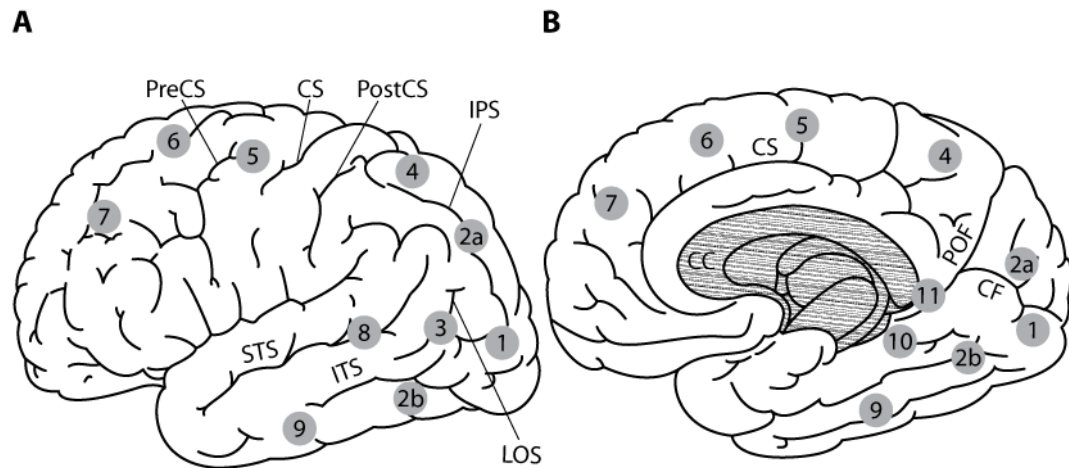 A
B
PreCS
CS
PostCS
IPS
6
5
4
7
2a
8
3
1
STS
ITS
2b
9
LOS
5
6
CS
4
7
POF
2a
CC
CF
11
1
10
2b
9